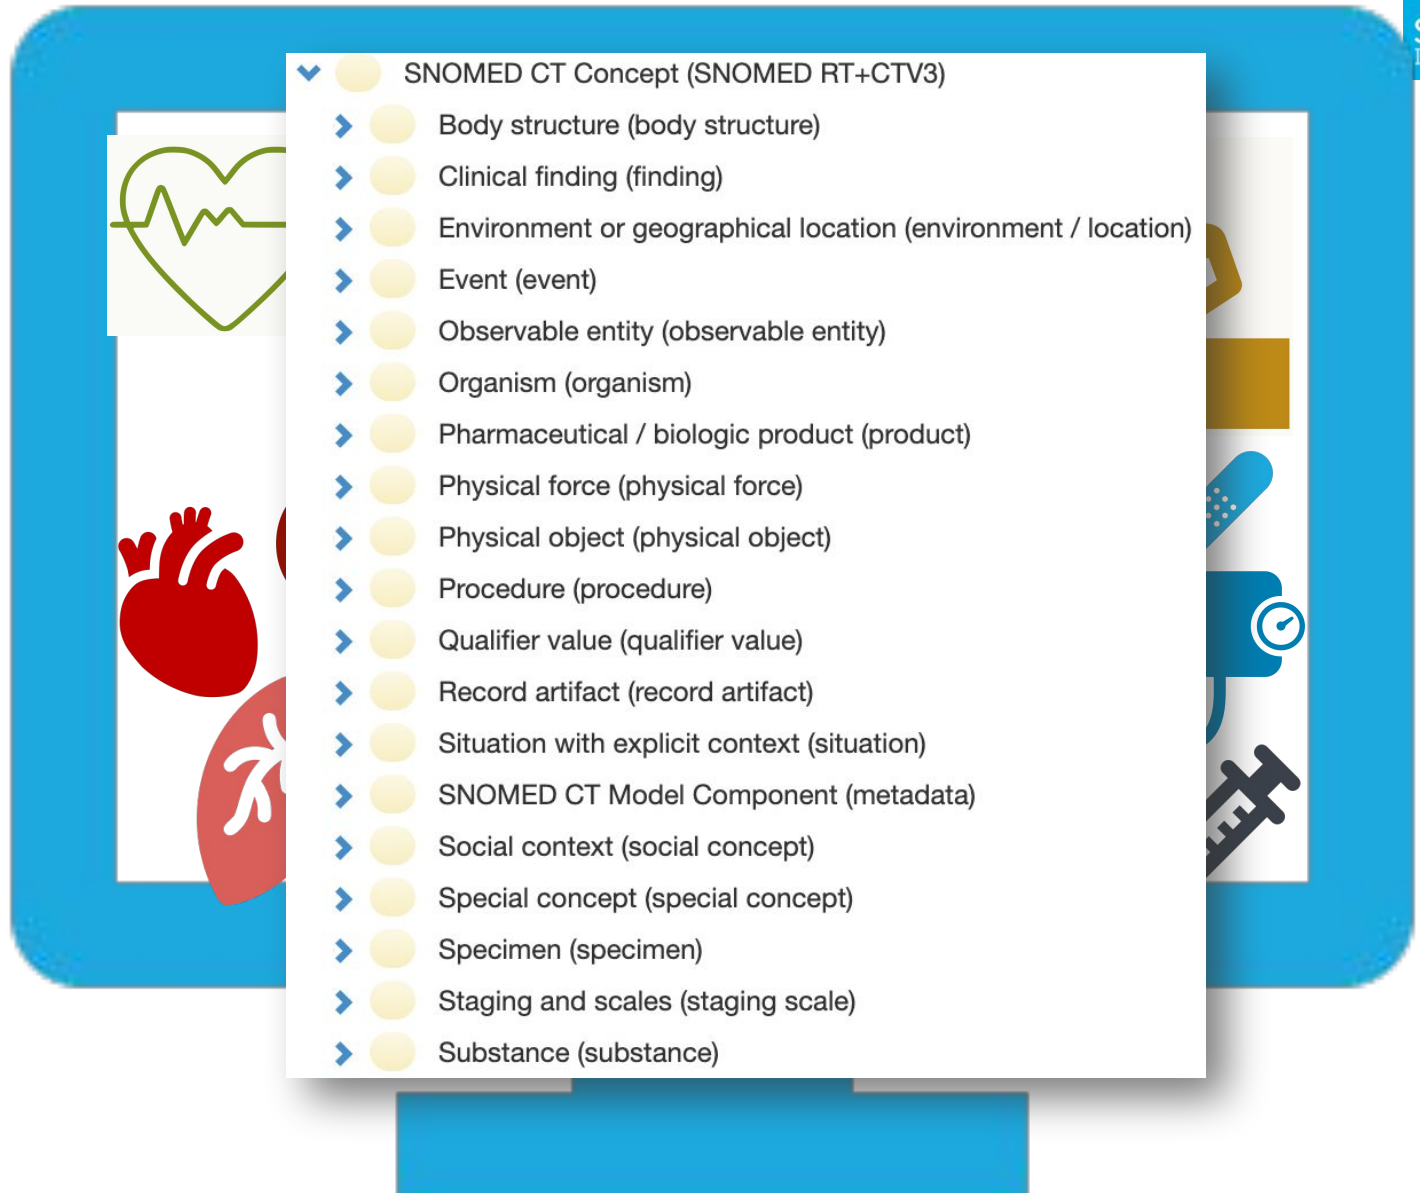 SNOMED CT Concept (SNOMED RT+CTV3)
Body structure (body structure)
Clinical finding (finding)
Environment or geographical location (environment / location)
Event (event)
Observable entity (observable entity)
Organism (organism)
Pharmaceutical / biologic product (product)
Physical force (physical force)
Physical object (physical object)
Procedure (procedure)
Qualifier value (qualifier value)
Record artifact (record artifact)
Situation with explicit context (situation)
SNOMED CT Model Component (metadata)
Social context (social concept)
Special concept (special concept)
Specimen (specimen)
Staging and scales (staging scale)
Substance (substance)